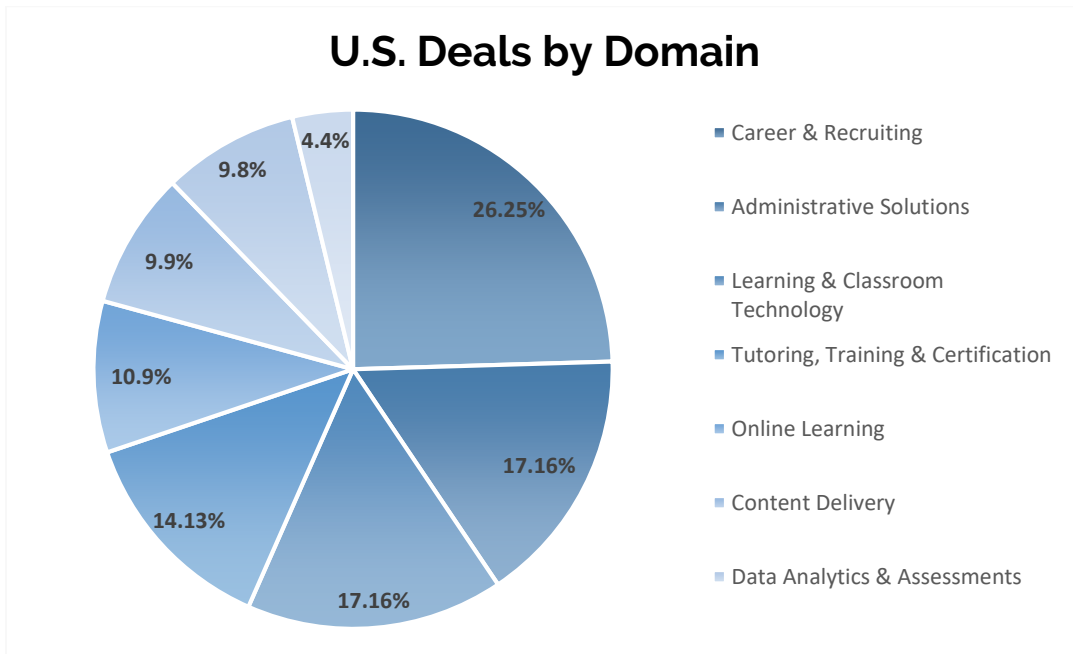 U.S. Deals by Domain
4.4%
9.8%
26.25%
9.9%
10.9%
17.16%
14.13%
17.16%
Career & Recruiting
Administrative Solutions
Learning & Classroom
Technology
Tutoring, Training & Certification
Online Learning
Content Delivery
Data Analytics & Assessments